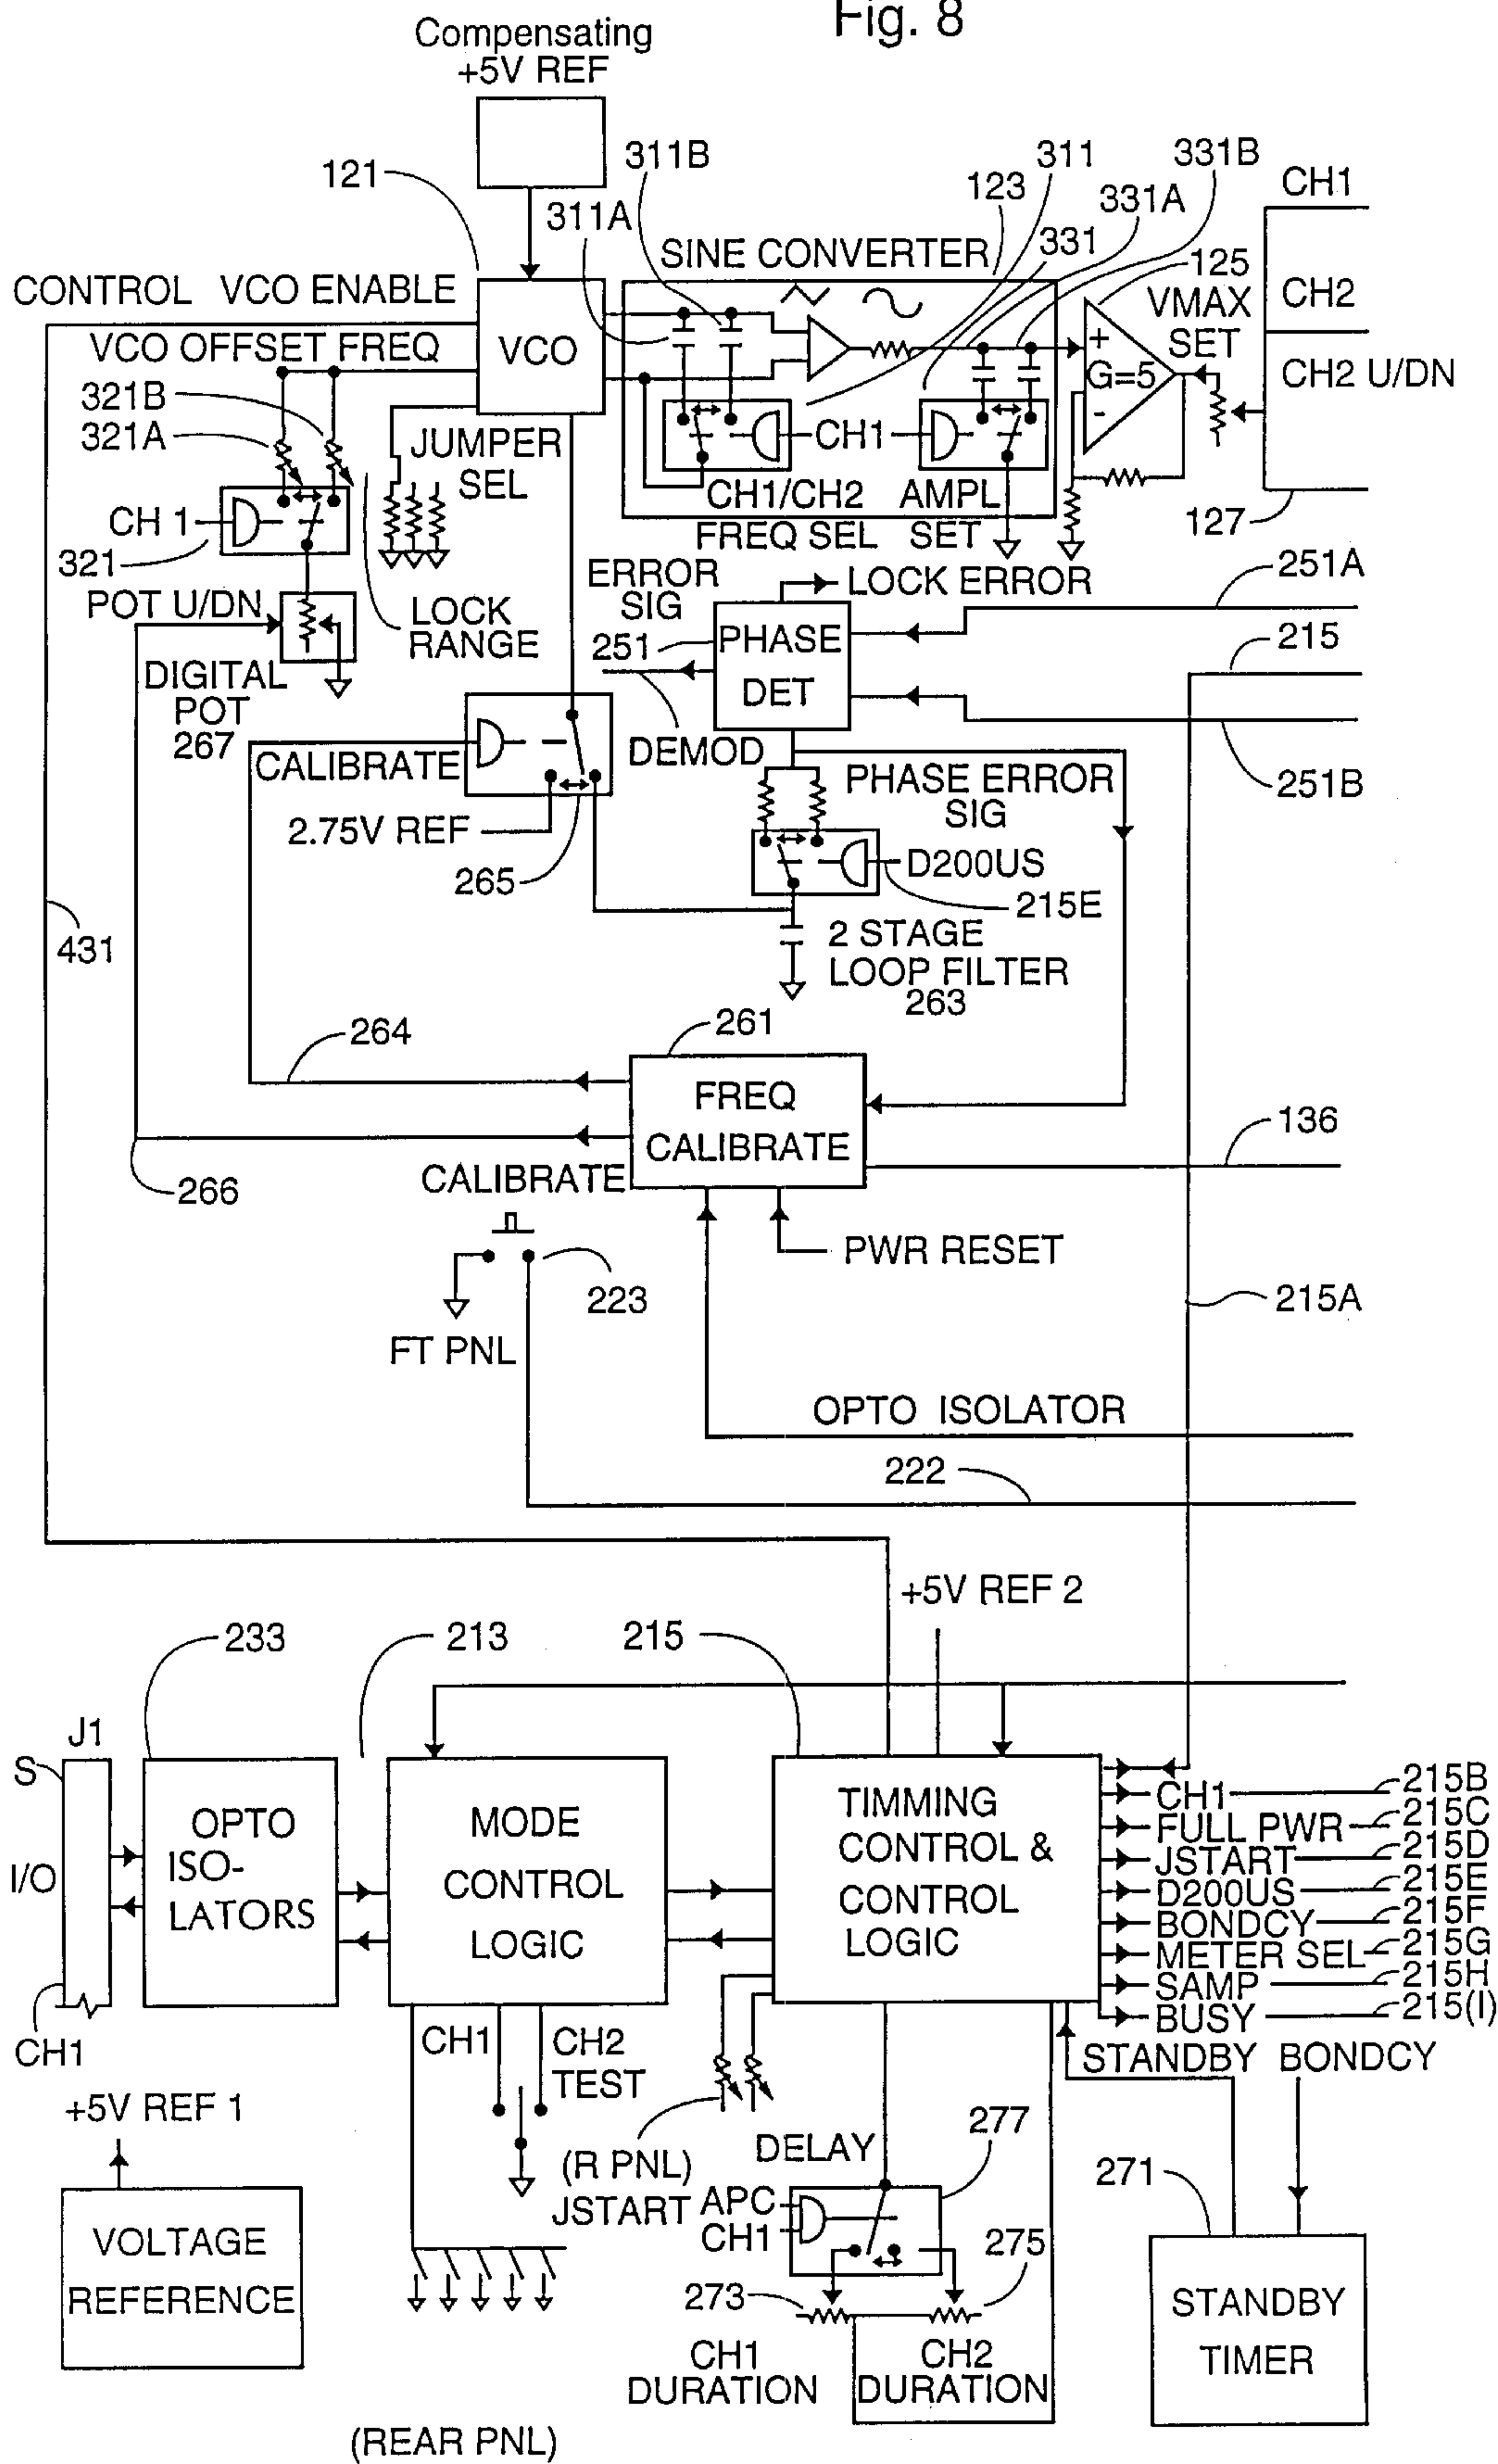 Fig. 8
Compensating
+5V REF
121
311B
311
331B
CH1
123
331A
311A
SINE CONVERTER
331
125
CONTROL VCO ENABLE
VMAX
SET
CH2
VCO OFFSET FREQ
VCO
+
G=5
-
CH2 U/DN
321B
321A
JUMPER
SEL
CH1
CH 1
CH1/CH2
FREQ SEL
AMPL
SET
127
321
ERROR
SIG
LOCK ERROR
251A
POT U/DN
LOCK
RANGE
251
PHASE
DET
215
DIGITAL
POT
267
DEMOD
CALIBRATE
PHASE ERROR
SIG
251B
2.75V REF
265
D200US
215E
431
2 STAGE
LOOP FILTER
263
264
261
FREQ
CALIBRATE
136
266
CALIBRATE
PWR RESET
223
215A
FT PNL
OPTO ISOLATOR
222
+5V REF 2
233
213
215
J1
S
I/O
CH1
OPTO
ISO-
LATORS
MODE
CONTROL
LOGIC
TIMMING
CONTROL &
CONTROL
LOGIC
CH1
215B
FULL PWR
215C
JSTART
215D
D200US
215E
BONDCY
215F
METER SEL
215G
SAMP
215H
BUSY
215(I)
CH1
CH2
TEST
STANDBY
BONDCY
+5V REF 1
(R PNL)
JSTART
DELAY
277
271
APC
CH1
VOLTAGE
REFERENCE
273
275
STANDBY
TIMER
CH1
DURATION
CH2
DURATION
(REAR PNL)